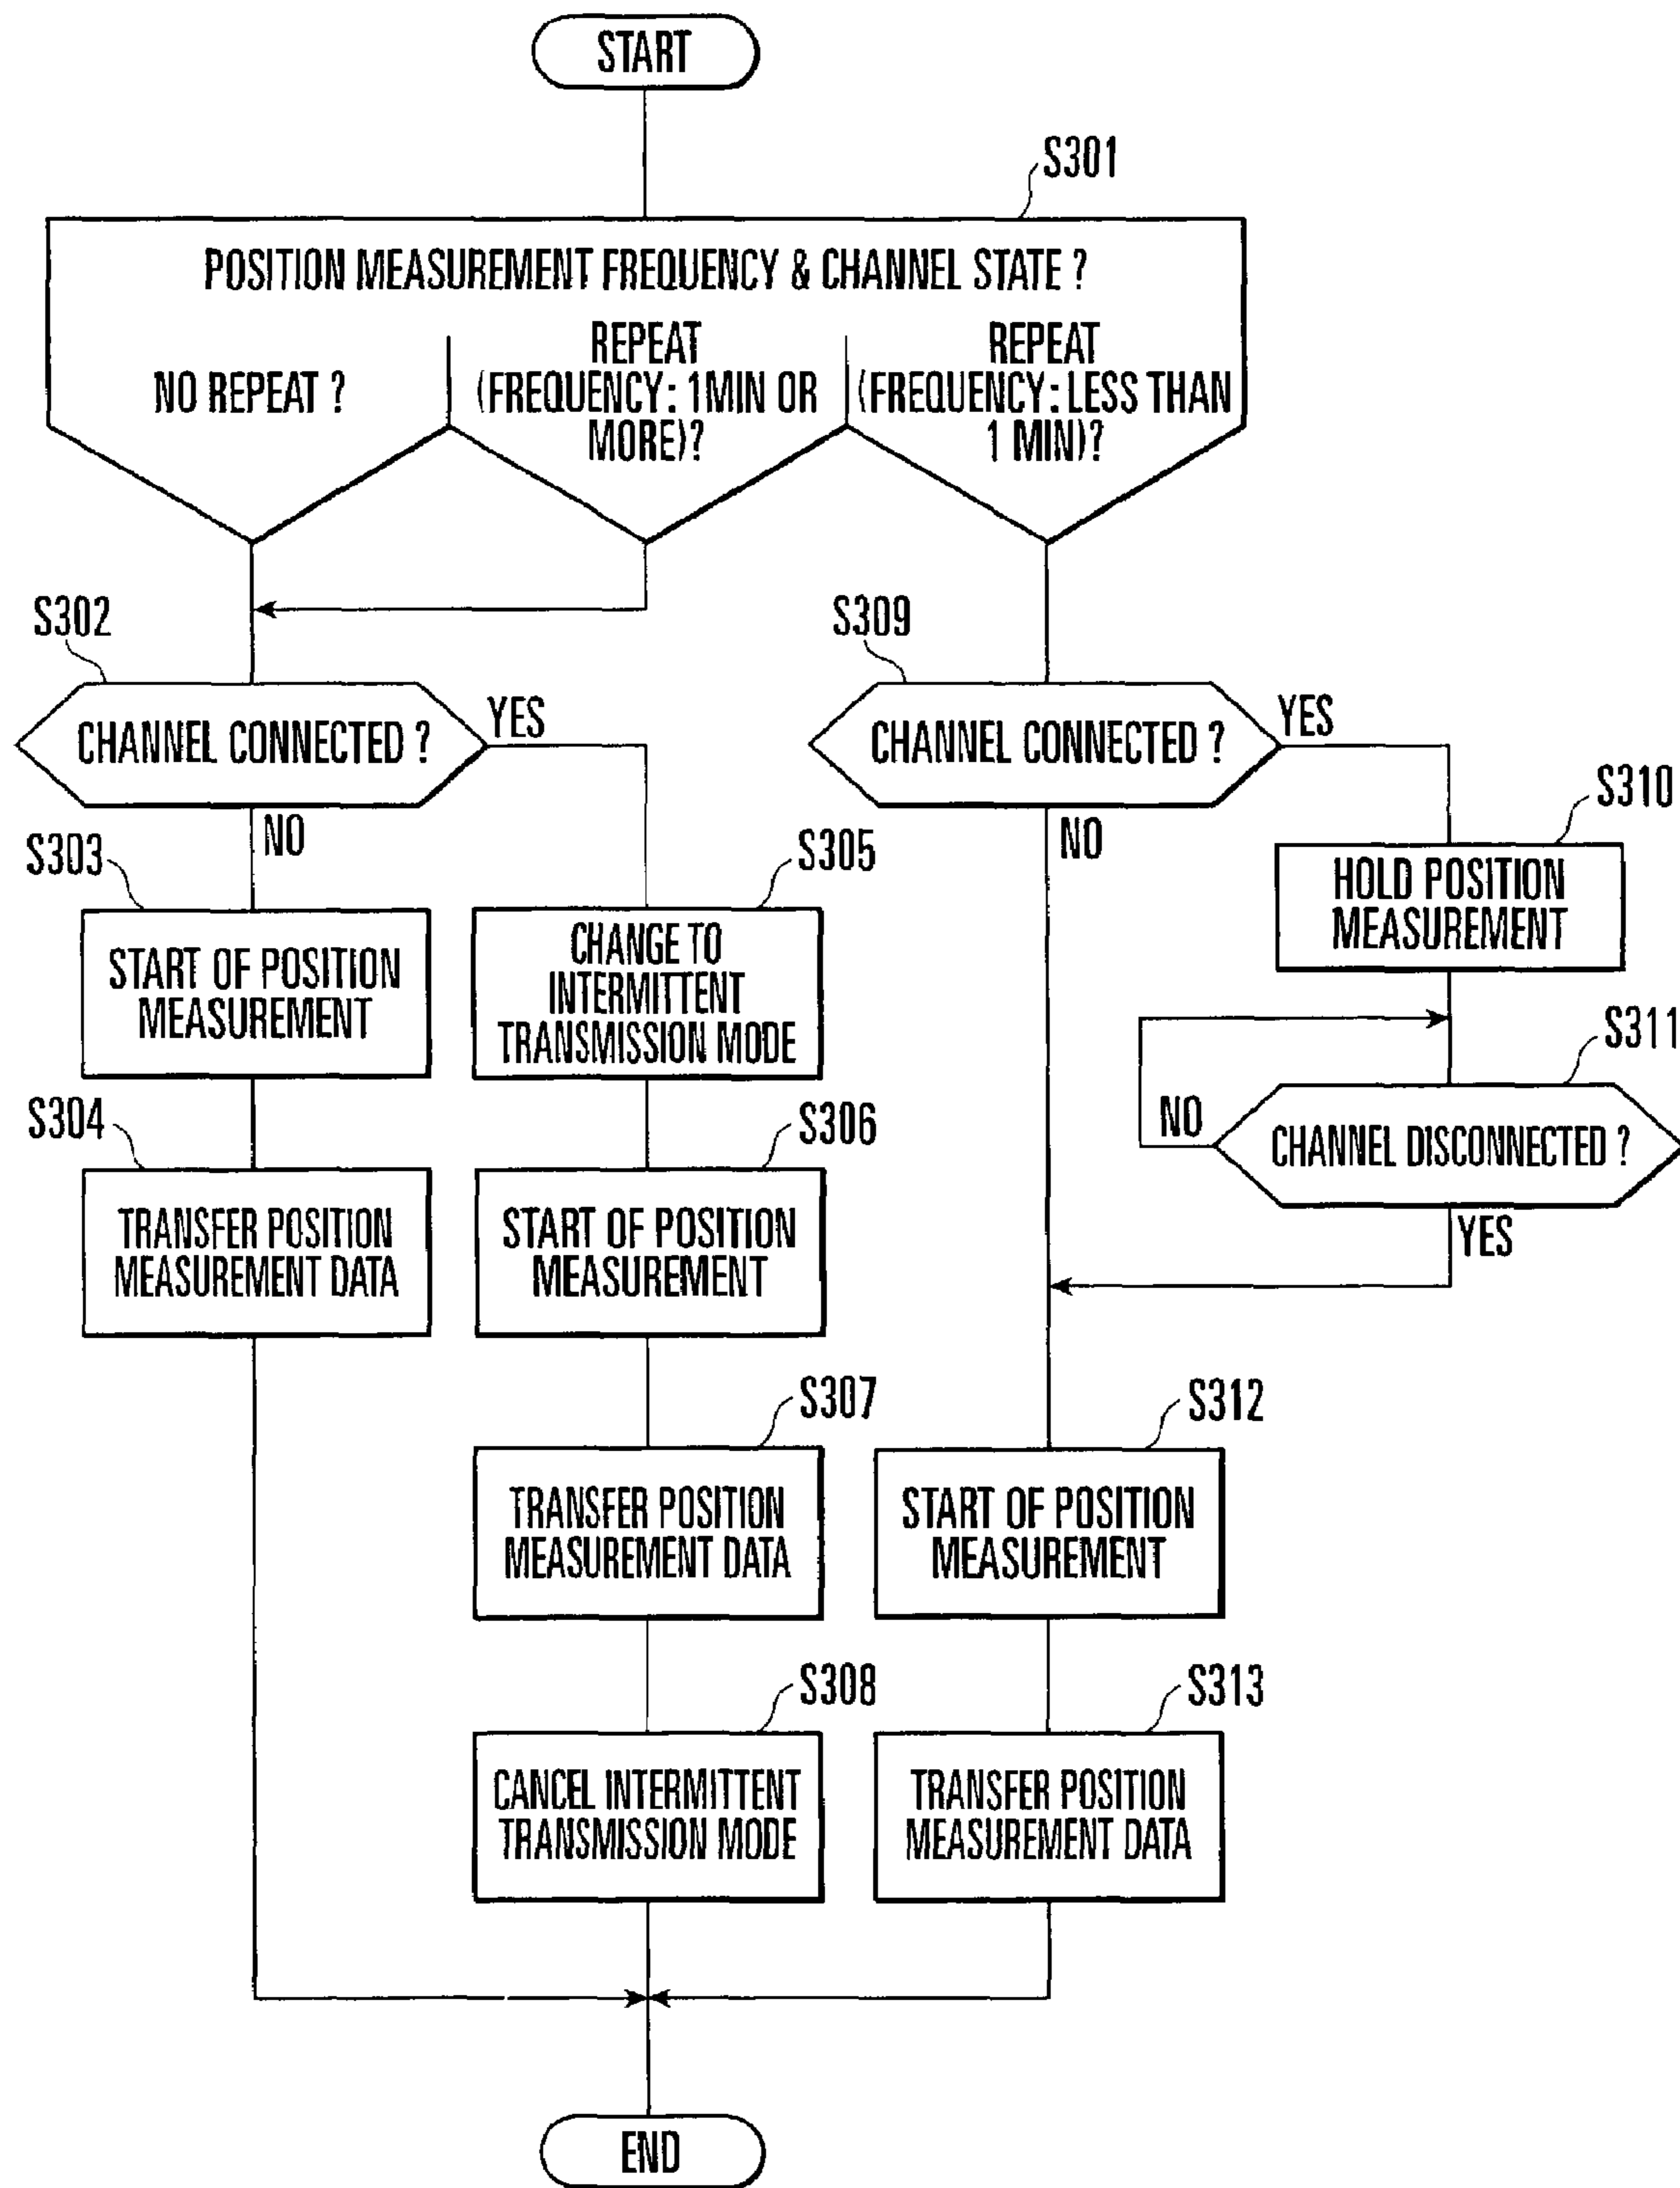 START
S301
POSITION MEASUREMENT FREQUENCY & CHANNEL STATE ?
NO REPEAT ?
REPEAT
(FREQUENCY: 1MIN OR
MORE)?
REPEAT
(FREQUENCY: LESS THAN
1 MIN)?
S302
CHANNEL CONNECTED ?
YES
NO
S309
CHANNEL CONNECTED ?
YES
NO
S303
START OF POSITION
MEASUREMENT
S304
TRANSFER POSITION
MEASUREMENT DATA
S305
CHANGE TO
INTERMITTENT
TRANSMISSION MODE
S306
START OF POSITION
MEASUREMENT
S307
TRANSFER POSITION
MEASUREMENT DATA
S308
CANCEL INTERMITTENT
TRANSMISSION MODE
S310
HOLD POSITION
MEASUREMENT
S311
NO
CHANNEL DISCONNECTED ?
YES
S312
START OF POSITION
MEASUREMENT
S313
TRANSFER POSITION
MEASUREMENT DATA
END